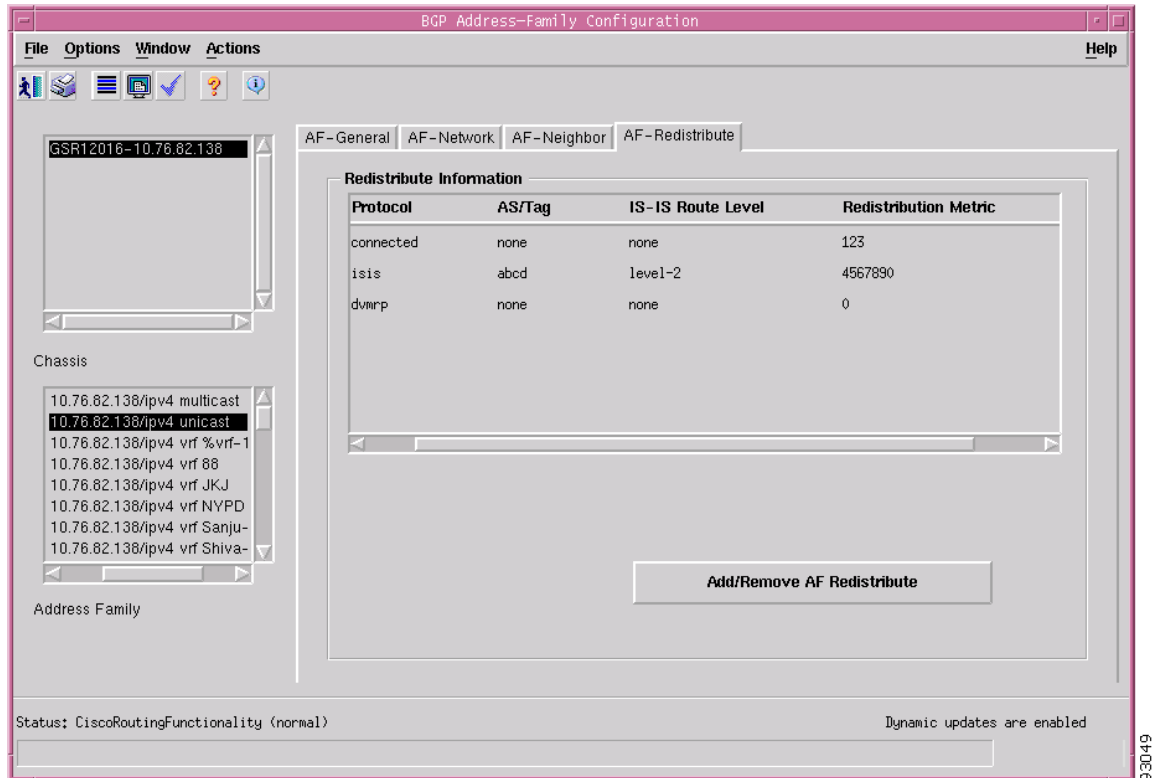 BGP Address-Family Configuration
File Options Window Actions Help
GSR12016-10.76.82.138
Chassis
10.76.82.138/ipv4 multicast
10.76.82.138/ipv4 unicast
10.76.82.138/ipv4 vrf %vrf-1
10.76.82.138/ipv4 vrf 88
10.76.82.138/ipv4 vrf JKJ
10.76.82.138/ipv4 vrf NYPD
10.76.82.138/ipv4 vrf Sanju-
10.76.82.138/ipv4 vrf Shiva-
Address Family
AF-General AF-Network AF-Neighbor AF-Redistribute
Redistribute Information
Protocol AS/Tag IS-IS Route Level Redistribution Metric
connected none none 123
isis abcd level-2 4567890
dvmrp none none 0
Add/Remove AF Redistribute
Status: CiscoRoutingFunctionality (normal) Dynamic updates are enabled
93049